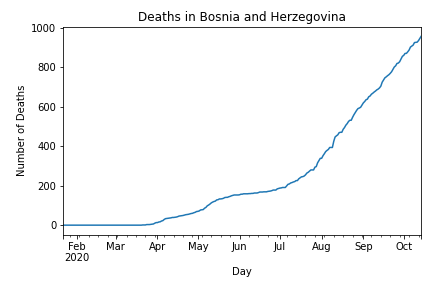 Deaths in Bosnia and Herzegovina
Number of Deaths
1000
800
600
400
200
0
Feb Mar Apr May Jun Jul Aug Sep Oct
2020
Day